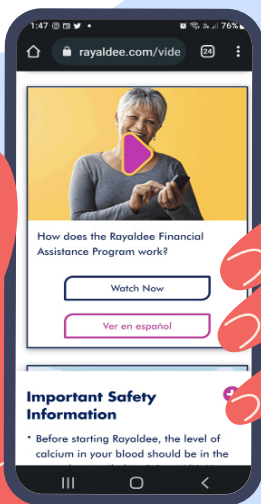 1:47
76%
rayaldee.com/vide
24
How does the Rayaldee Financial
Assistance Program work?
Watch Now
Ver en español
Important Safety
Information
• Before starting Rayaldee, the level of
calcium in your blood should be in the